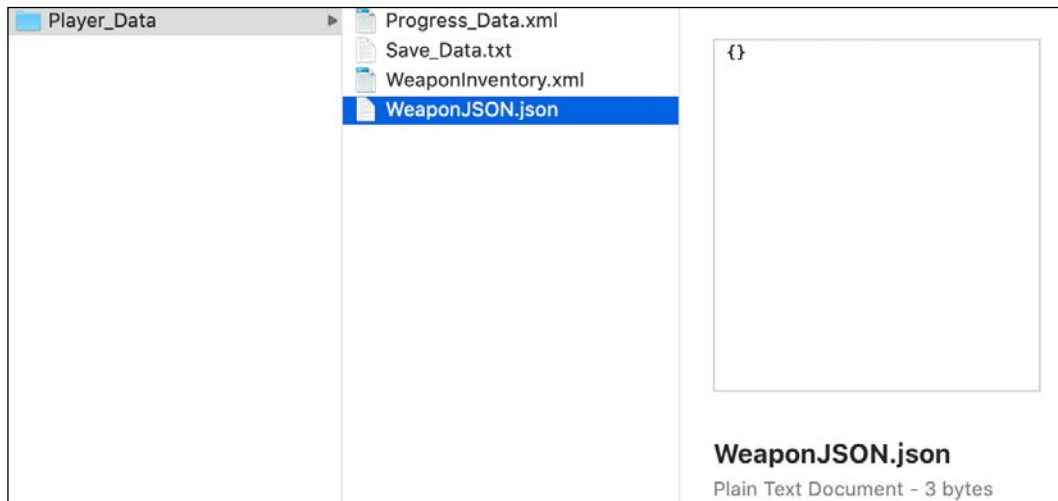 Player_Data
Progress_Data.xml
Save_Data.txt
WeaponInventory.xml
WeaponJSON.json
{}
WeaponJSON.json
Plain Text Document - 3 bytes